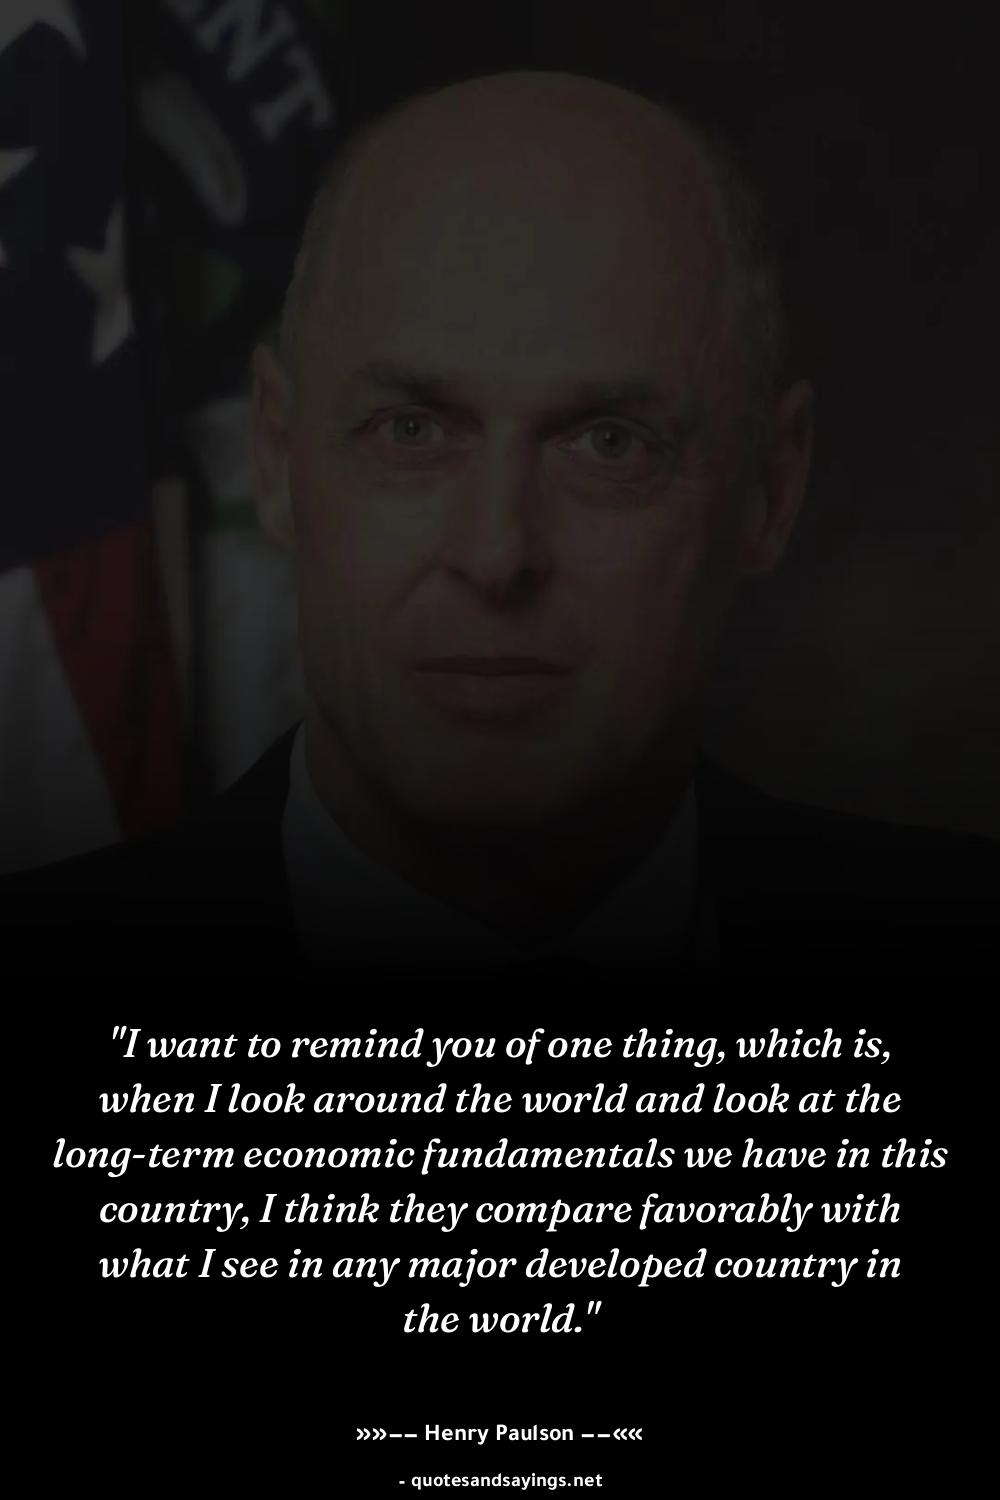 ENT
"I want to remind you of one thing, which is,
when I look around the world and look at the
long-term economic fundamentals we have in this
country, I think they compare favorably with
what I see in any major developed country in
the world."
»»−− Henry Paulson −−««
- quotesandsayings.net